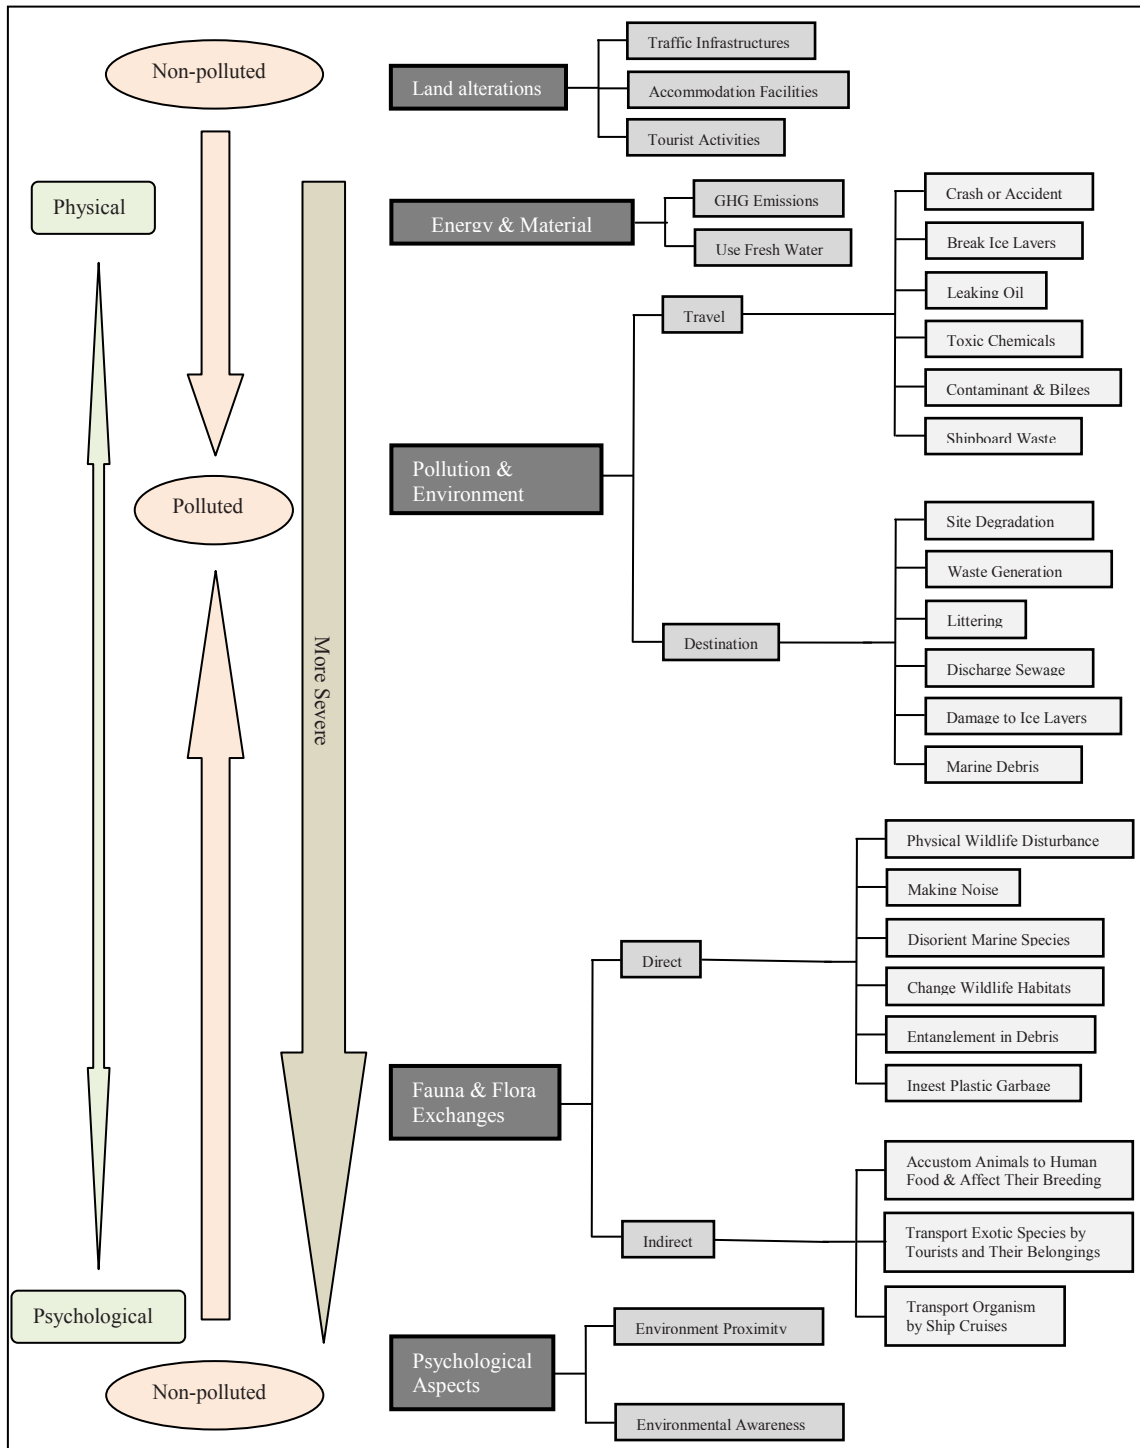 Non-polluted
Physical
Polluted
More Severe
Psychological
Non-polluted
Land alterations
Traffic Infrastructures
Accommodation Facilities
Tourist Activities
Energy & Material
GHG Emissions
Use Fresh Water
Pollution &
Environment
Travel
Crash or Accident
Break Ice Layers
Leaking Oil
Toxic Chemicals
Contaminant & Bilges
Shipboard Waste
Destination
Site Degradation
Waste Generation
Littering
Discharge Sewage
Damage to Ice Layers
Marine Debris
Fauna & Flora
Exchanges
Direct
Physical Wildlife Disturbance
Making Noise
Disorient Marine Species
Change Wildlife Habitats
Entanglement in Debris
Ingest Plastic Garbage
Indirect
Accustom Animals to Human
Food & Affect Their Breeding
Transport Exotic Species by
Tourists and Their Belongings
Transport Organism
by Ship Cruises
Psychological
Aspects
Environment Proximity
Environmental Awareness